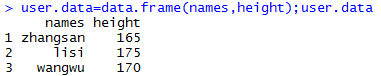 > user.data=data.frame(names,height);user.data
     names height
1 zhangsan    165
2     lisi    175
3   wangwu    170